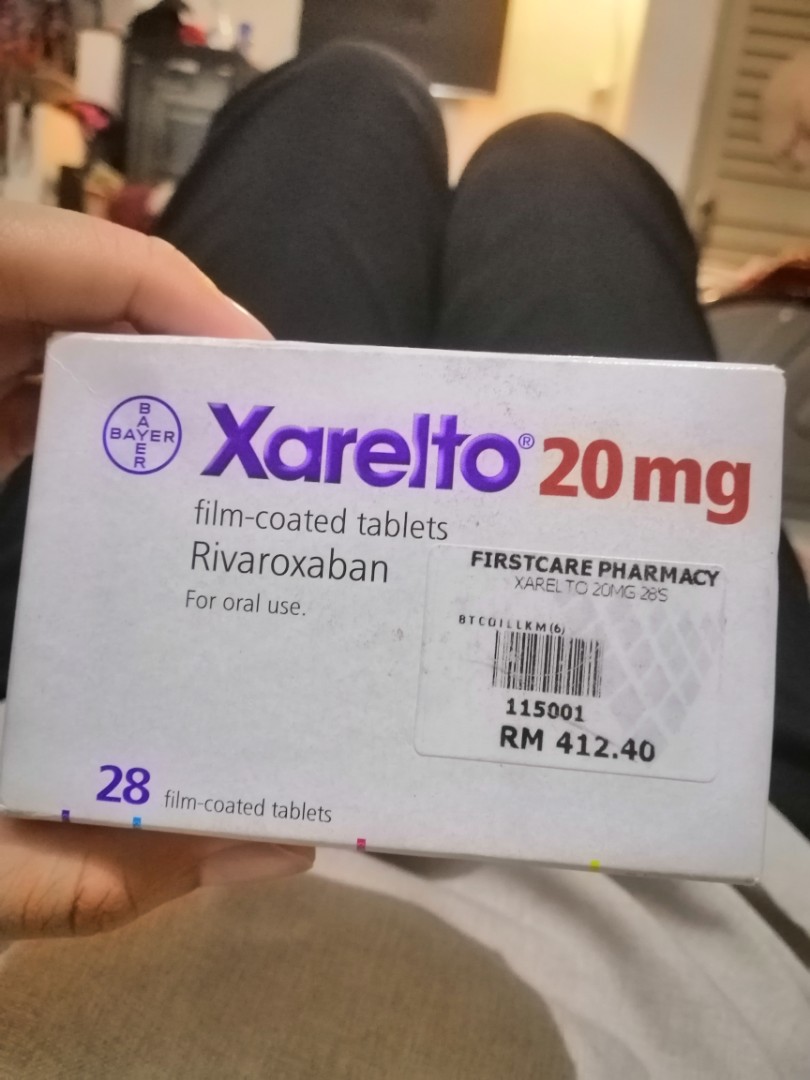 BAYER
BAYER
Xarelto® 20 mg
film-coated tablets
Rivaroxaban
For oral use.
FIRSTCARE PHARMACY
XARELTO 20MG 28'S
115001
RM 412.40
28 film-coated tablets